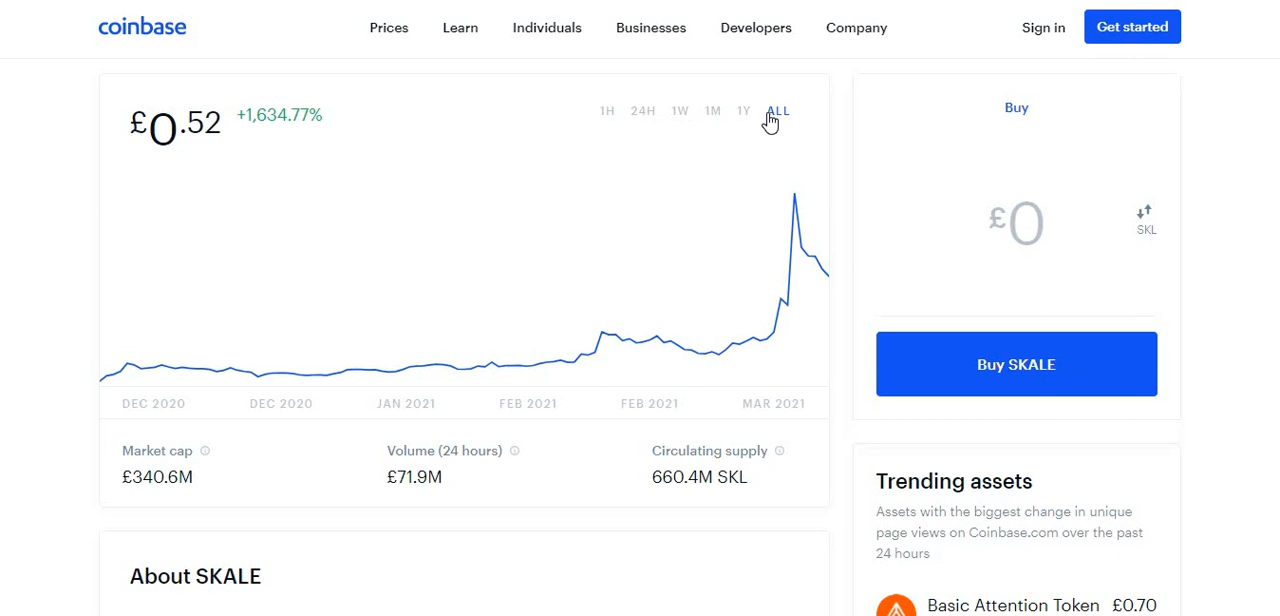 coinbase Prices Learn Individuals Businesses Developers Company Sign in Get started
£0.52 +1,634.77% 1H 24H 1W 1M 1Y ALL
DEC 2020 DEC 2020 JAN 2021 FEB 2021 FEB 2021 MAR 2021
Market cap Volume (24 hours) Circulating supply
£340.6M £71.9M 660.4M SKL
About SKALE
Buy
£0
SKL
Buy SKALE
Trending assets
Assets with the biggest change in unique
page views on Coinbase.com over the past
24 hours
Basic Attention Token £0.70